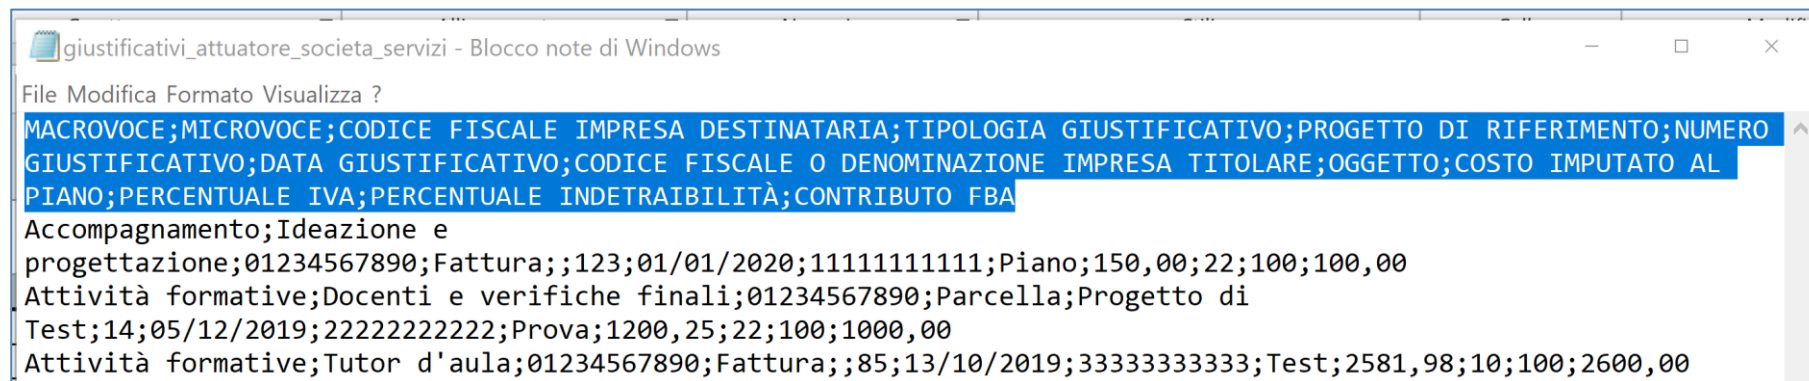 giustificativi_attuatore_societa_servizi - Blocco note di Windows
File Modifica Formato Visualizza ?
MACROVOCE;MICROVOCE;CODICE FISCALE IMPRESA DESTINATARIA;TIPOLOGIA GIUSTIFICATIVO;PROGETTO DI RIFERIMENTO;NUMERO
GIUSTIFICATIVO;DATA GIUSTIFICATIVO;CODICE FISCALE O DENOMINAZIONE IMPRESA TITOLARE;OGGETTO;COSTO IMPUTATO AL
PIANO;PERCENTUALE IVA;PERCENTUALE INDETRAIBILITÀ;CONTRIBUTO FBA
Accompagnamento;Ideazione e
progettazione;01234567890;Fattura;;123;01/01/2020;11111111111;Piano;150,00;22;100;100,00
Attività formative;Docenti e verifiche finali;01234567890;Parcella;Progetto di
Test;14;05/12/2019;22222222222;Prova;1200,25;22;100;1000,00
Attività formative;Tutor d'aula;01234567890;Fattura;;85;13/10/2019;33333333333;Test;2581,98;10;100;2600,00